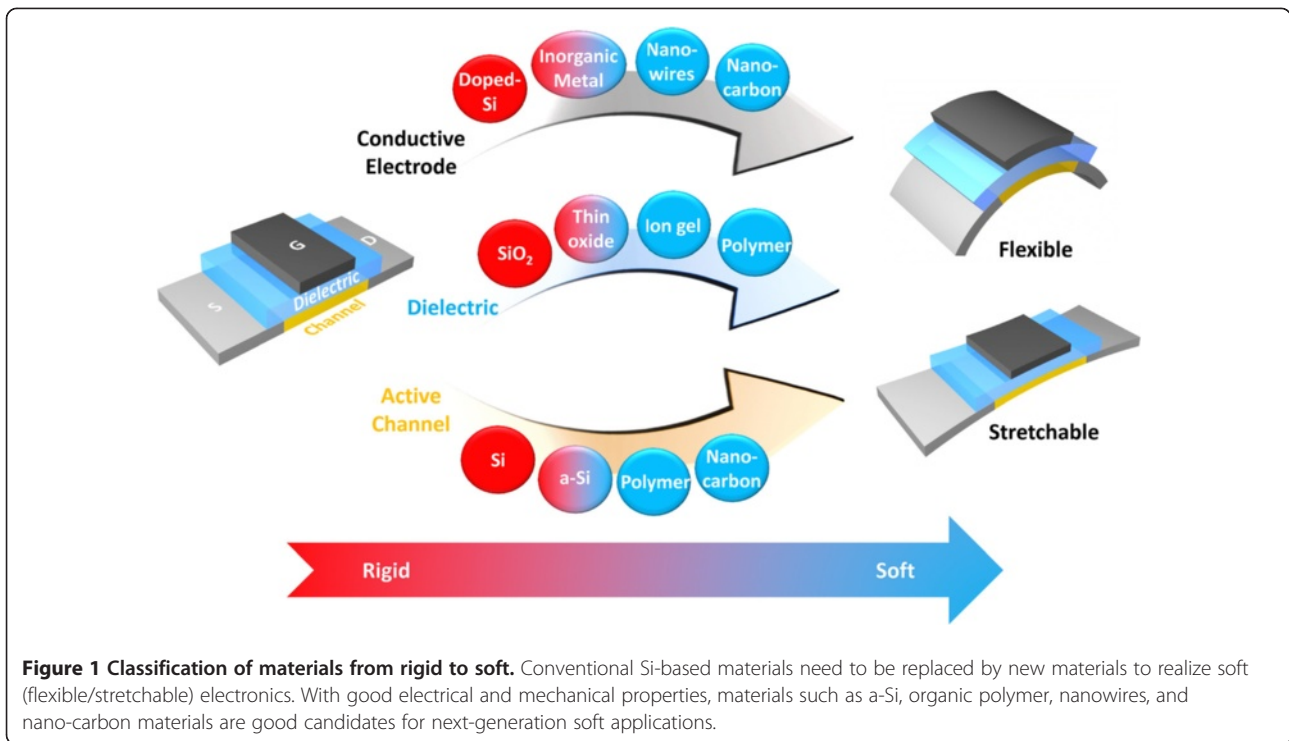 Doped-
Si
Inorganic
Metal
Nano-
wires
Nano-
carbon
Conductive
Electrode
G
D
S
Dielectric
Channel
SiO₂
Thin
oxide
Ion gel
Polymer
Dielectric
Flexible
Active
Channel
Si
a-Si
Polymer
Nano-
carbon
Stretchable
Rigid
Soft
Figure 1 Classification of materials from rigid to soft. Conventional Si-based materials need to be replaced by new materials to realize soft
(flexible/stretchable) electronics. With good electrical and mechanical properties, materials such as a-Si, organic polymer, nanowires, and
nano-carbon materials are good candidates for next-generation soft applications.